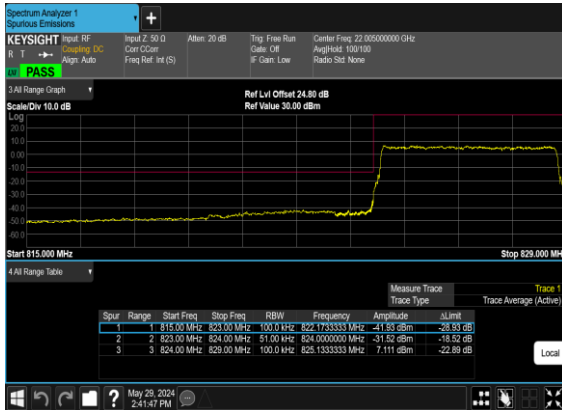 Spectrum Analyzer 1
Spurious Emissions
+
KEYSIGHT Input: RF Input Z: 50 Ω Atten: 20 dB Trig: Free Run Center Freq: 22.005000000 GHz
R T Coupling: DC Corr CCorr Gate: Off Avg|Hold: 100/100
Align: Auto Freq Ref: Int (S) IF Gain: Low Radio Std: None
LXI PASS
3 All Range Graph
Ref Lvl Offset 24.80 dB
Scale/Div 10.0 dB Ref Value 30.00 dBm
Log
20.0
10.0
0.00
-10.0
-20.0
-30.0
-40.0
-50.0
-60.0
Start 815.000 MHz Stop 829.000 MH
4 All Range Table
Measure Trace Trace 1
Trace Type Trace Average (Active)
Spur Range Start Freq Stop Freq RBW Frequency Amplitude ΔLimit
1 1 815.00 MHz 823.00 MHz 100.0 kHz 822.1733333 MHz -41.93 dBm -28.93 dB
2 2 823.00 MHz 824.00 MHz 51.00 kHz 824.0000000 MHz -31.52 dBm -18.52 dB
3 3 824.00 MHz 829.00 MHz 100.0 kHz 825.1333333 MHz 7.111 dBm -22.89 dB
Local
? May 29, 2024
2:41:47 PM